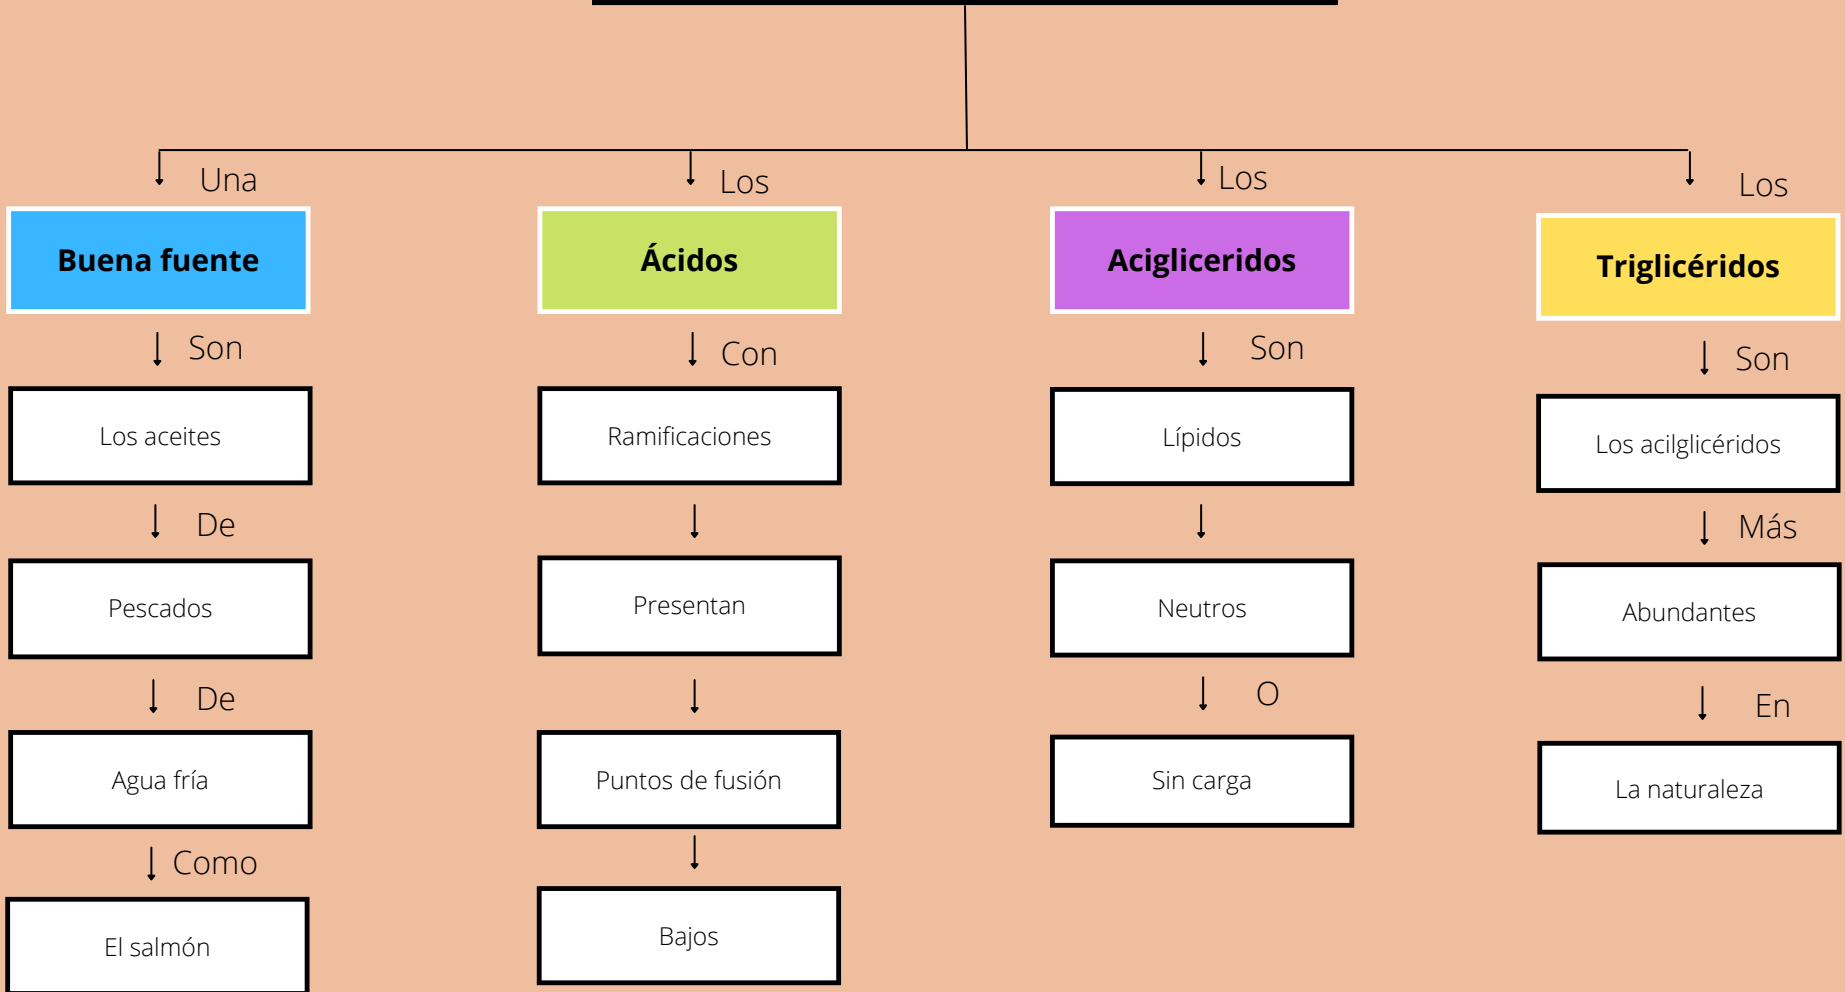 Una
Buena fuente
Son
Los aceites
De
Pescados
De
Agua fría
Como
El salmón
Los
Ácidos
Con
Ramificaciones
Presentan
Puntos de fusión
Bajos
Los
Acigliceridos
Son
Lípidos
Neutros
O
Sin carga
Los
Triglicéridos
Son
Los acilglicéridos
Más
Abundantes
En
La naturaleza